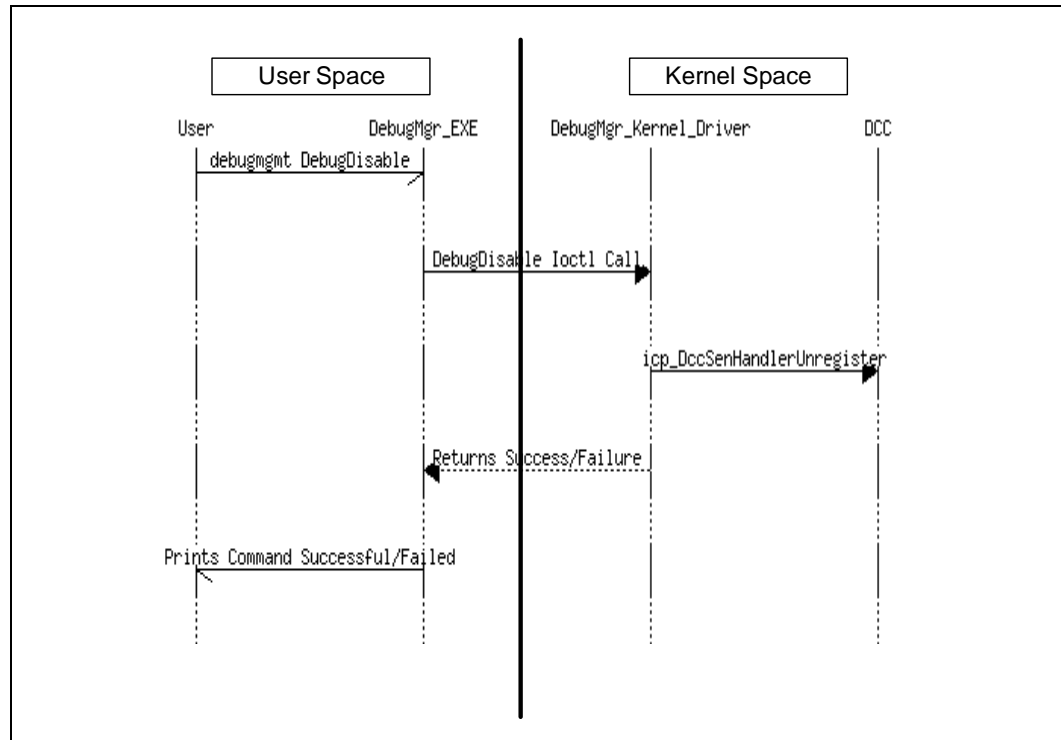 User Space
Kernel Space
User
DebugMgr_EXE
DebugMgr_Kernel_Driver
DCC
debugmgmt DebugDisable
DebugDisable Ioctl Call
icp_DccSenHandlerUnregister
Returns Success/Failure
Prints Command Successful/Failed